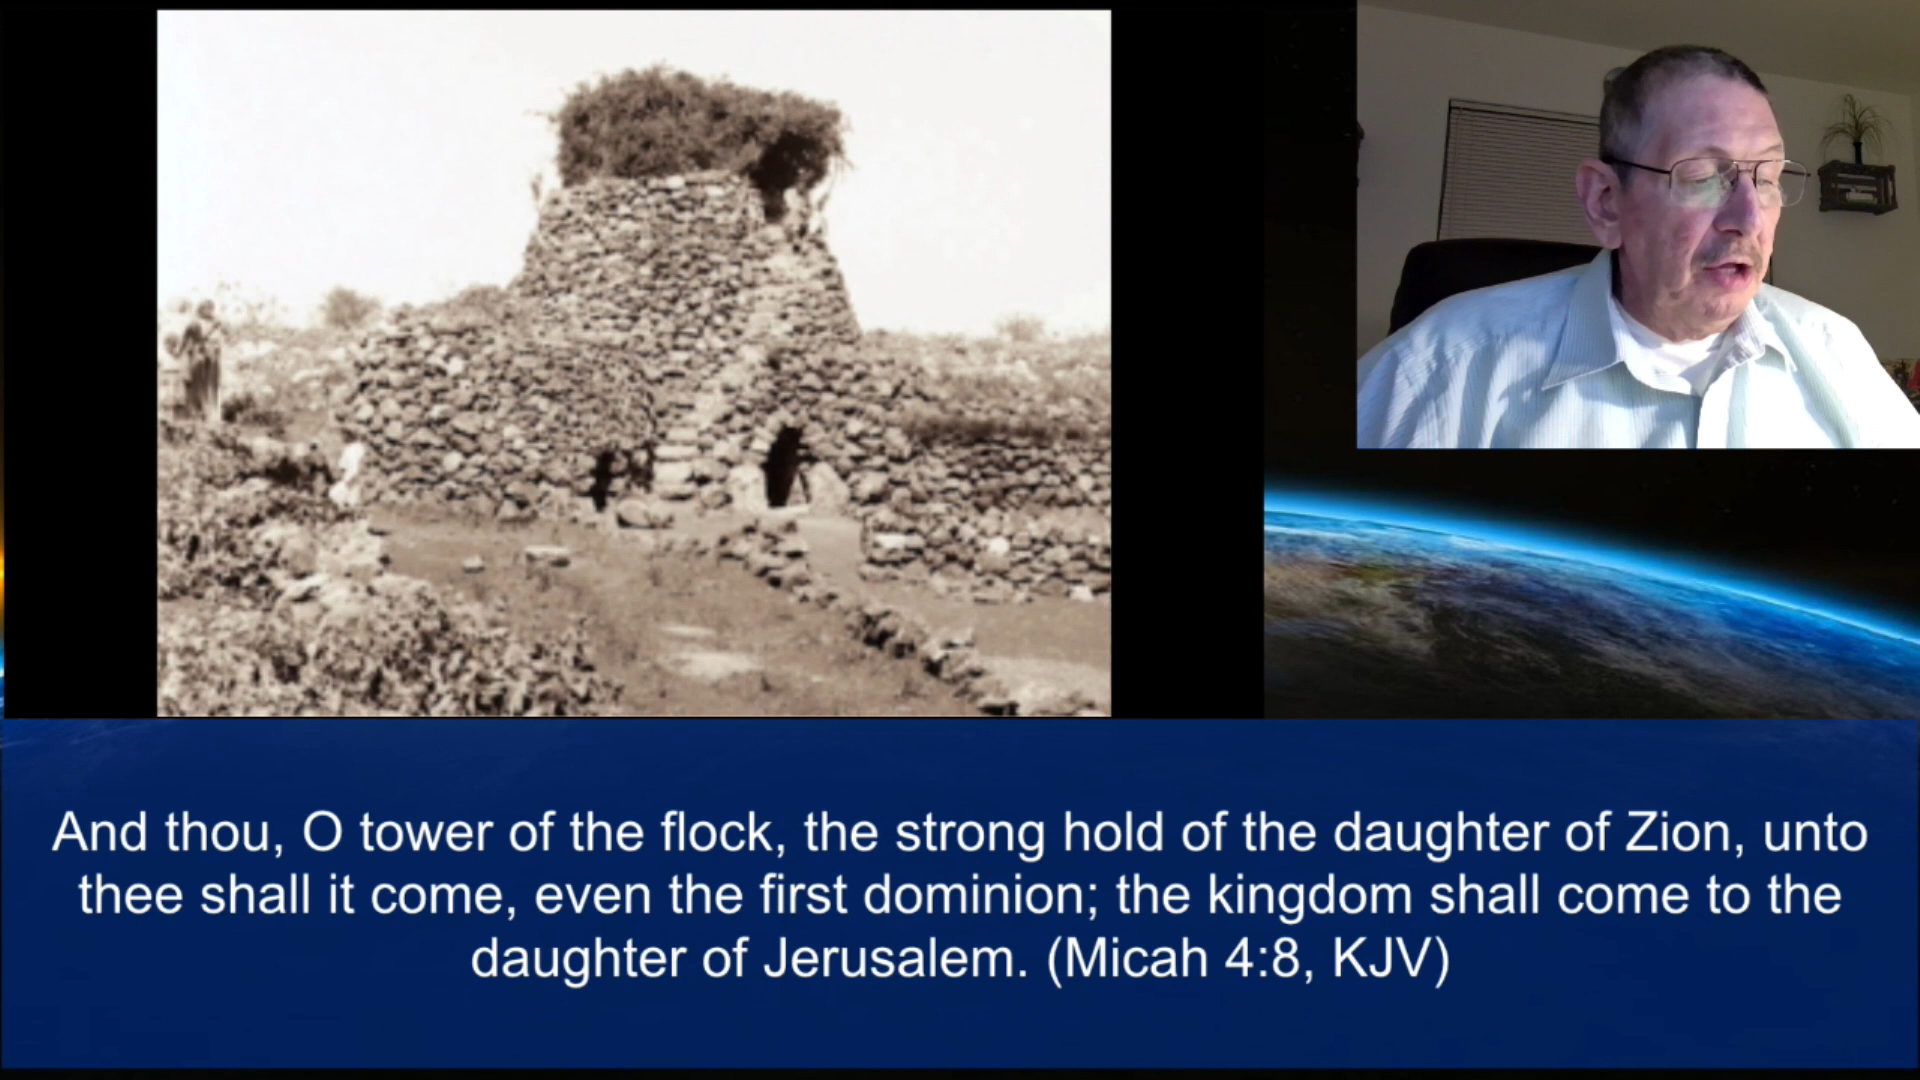 And thou, O tower of the flock, the strong hold of the daughter of Zion, unto
thee shall it come, even the first dominion; the kingdom shall come to the
daughter of Jerusalem. (Micah 4:8, KJV)